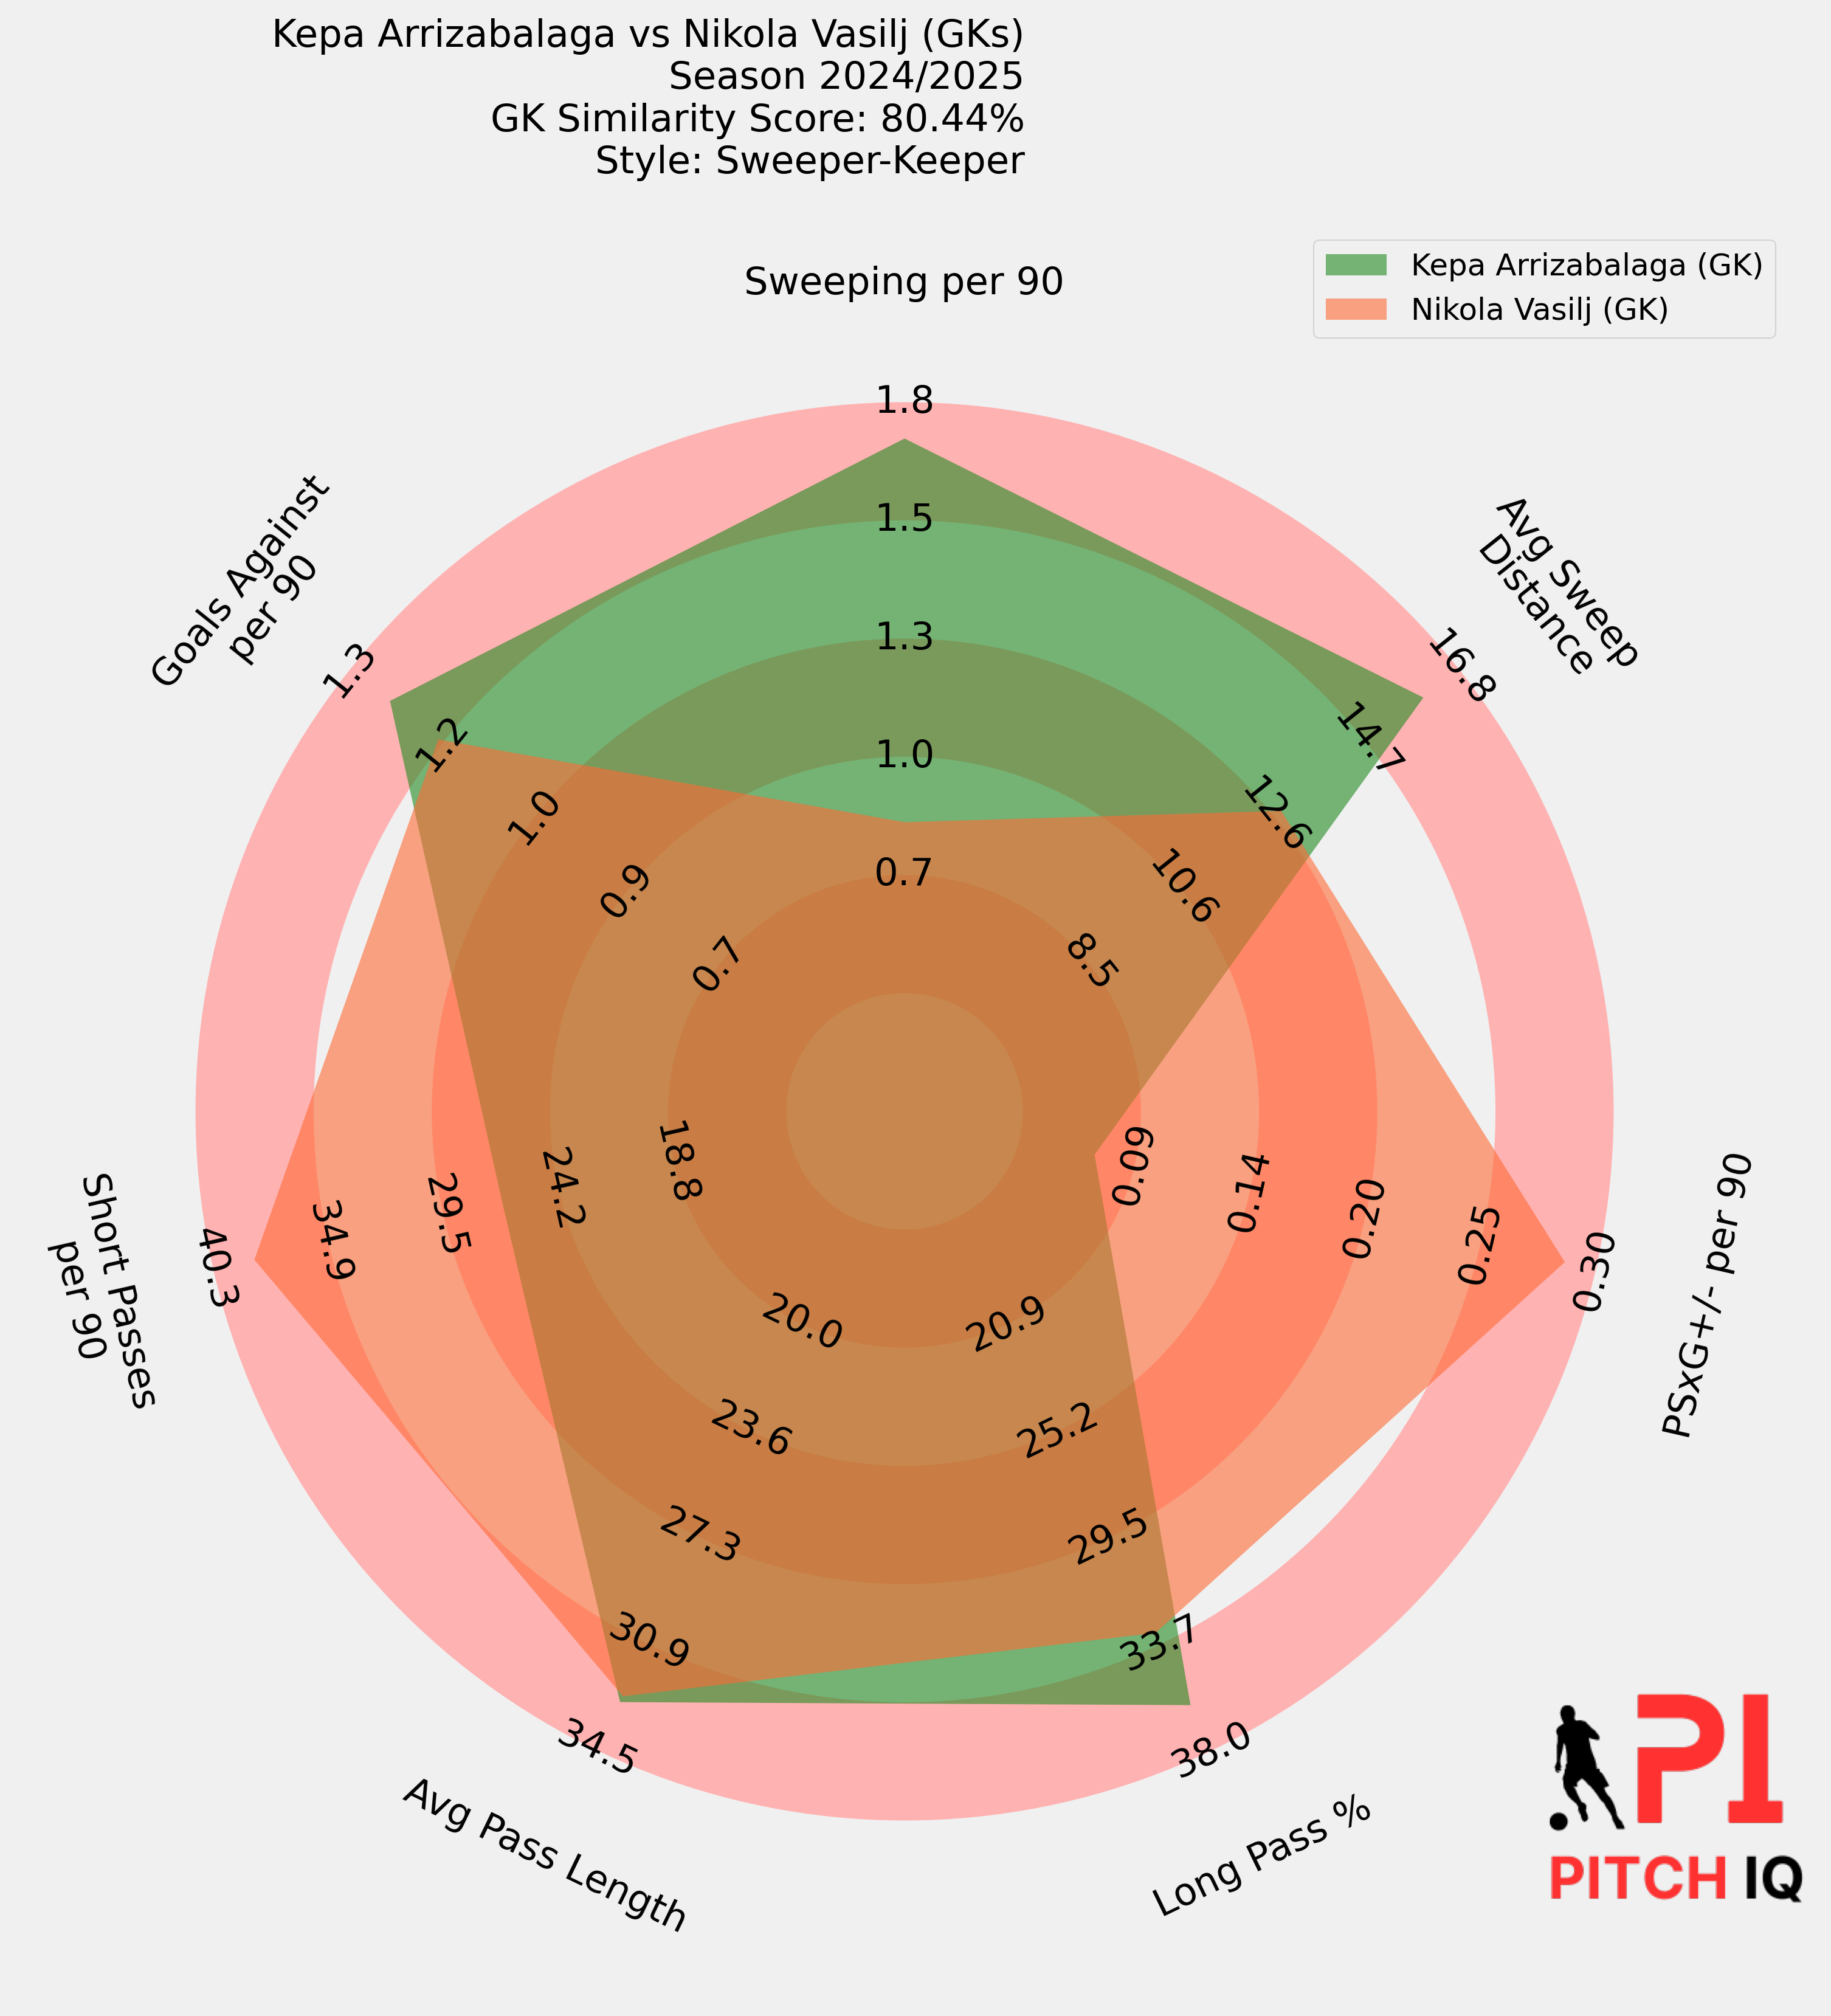 Kepa Arrizabalaga vs Nikola Vasilj (GKs)
Season 2024/2025
GK Similarity Score: 80.44%
Style: Sweeper-Keeper
Kepa Arrizabalaga (GK)
Nikola Vasilj (GK)
Sweeping per 90
1.8
1.5
1.3
1.0
0.7
Avg Sweep
Distance
16.8
14.7
12.6
10.6
8.5
PSxG+/- per 90
0.30
0.25
0.20
0.14
0.09
Long Pass %
38.0
33.7
29.5
25.2
20.9
Avg Pass Length
34.5
30.9
27.3
23.6
20.0
Short Passes
per 90
40.3
34.9
29.5
24.2
18.8
Goals Against
per 90
1.3
1.2
1.0
0.9
0.7
PI
PITCH IQ